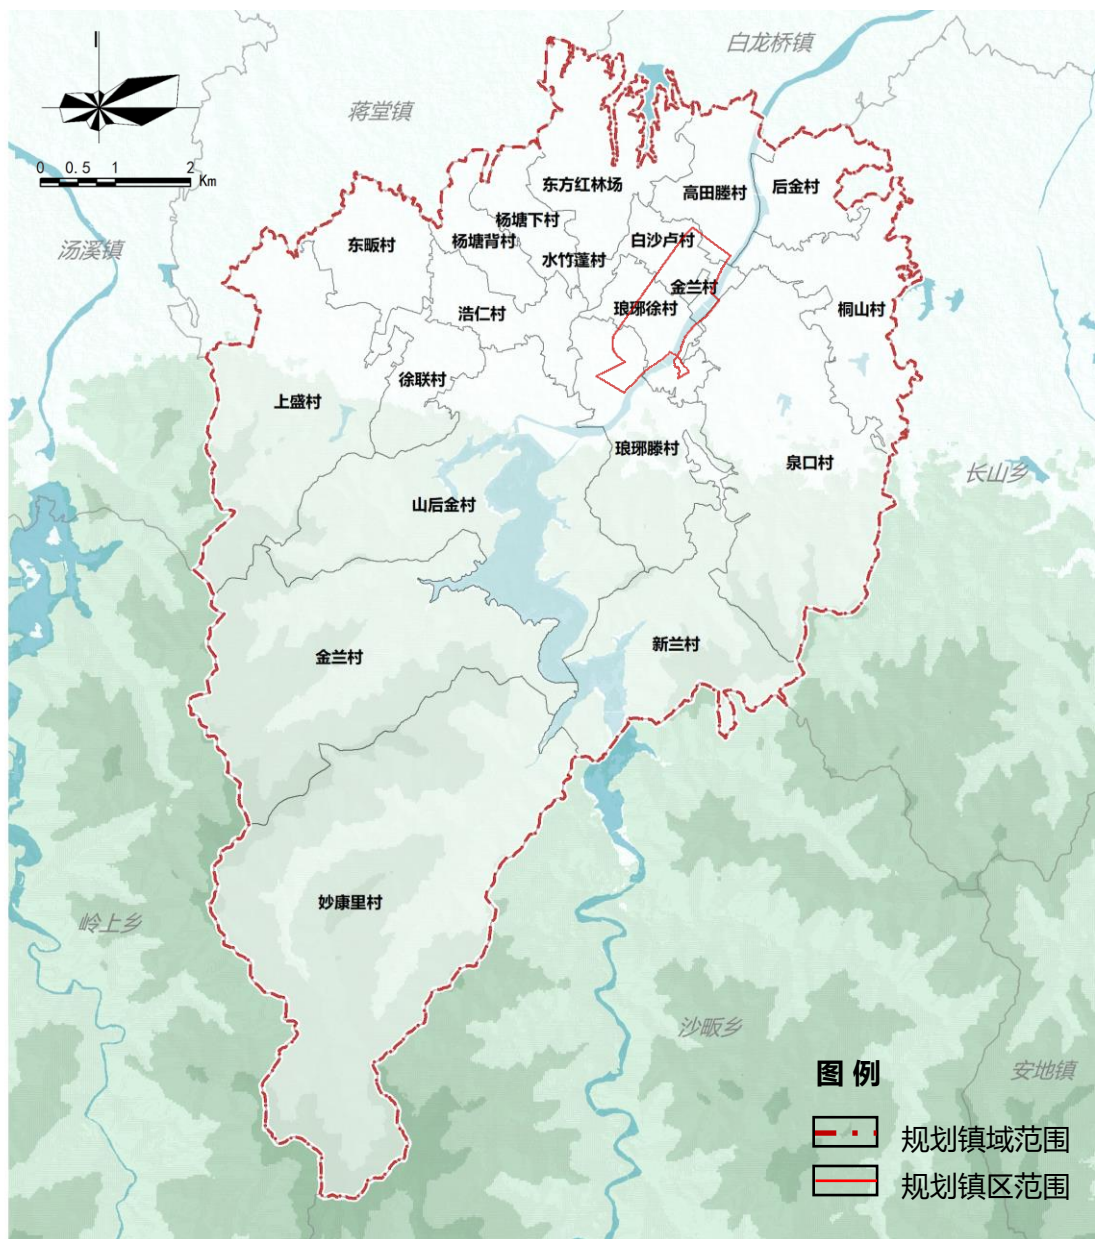 白龙桥镇
蒋堂镇
0 0.5 1 2
Km
东方红林场
高田塍村
后金村
杨塘下村
东畈村
杨塘背村
白沙卢村
汤溪镇
水竹蓬村
金兰村
浩仁村
琅琊徐村
桐山村
徐联村
上盛村
琅琊滕村
泉口村
长山乡
山后金村
新兰村
金兰村
妙康里村
岭上乡
沙畈乡
安地镇
图 例
规划镇域范围
规划镇区范围